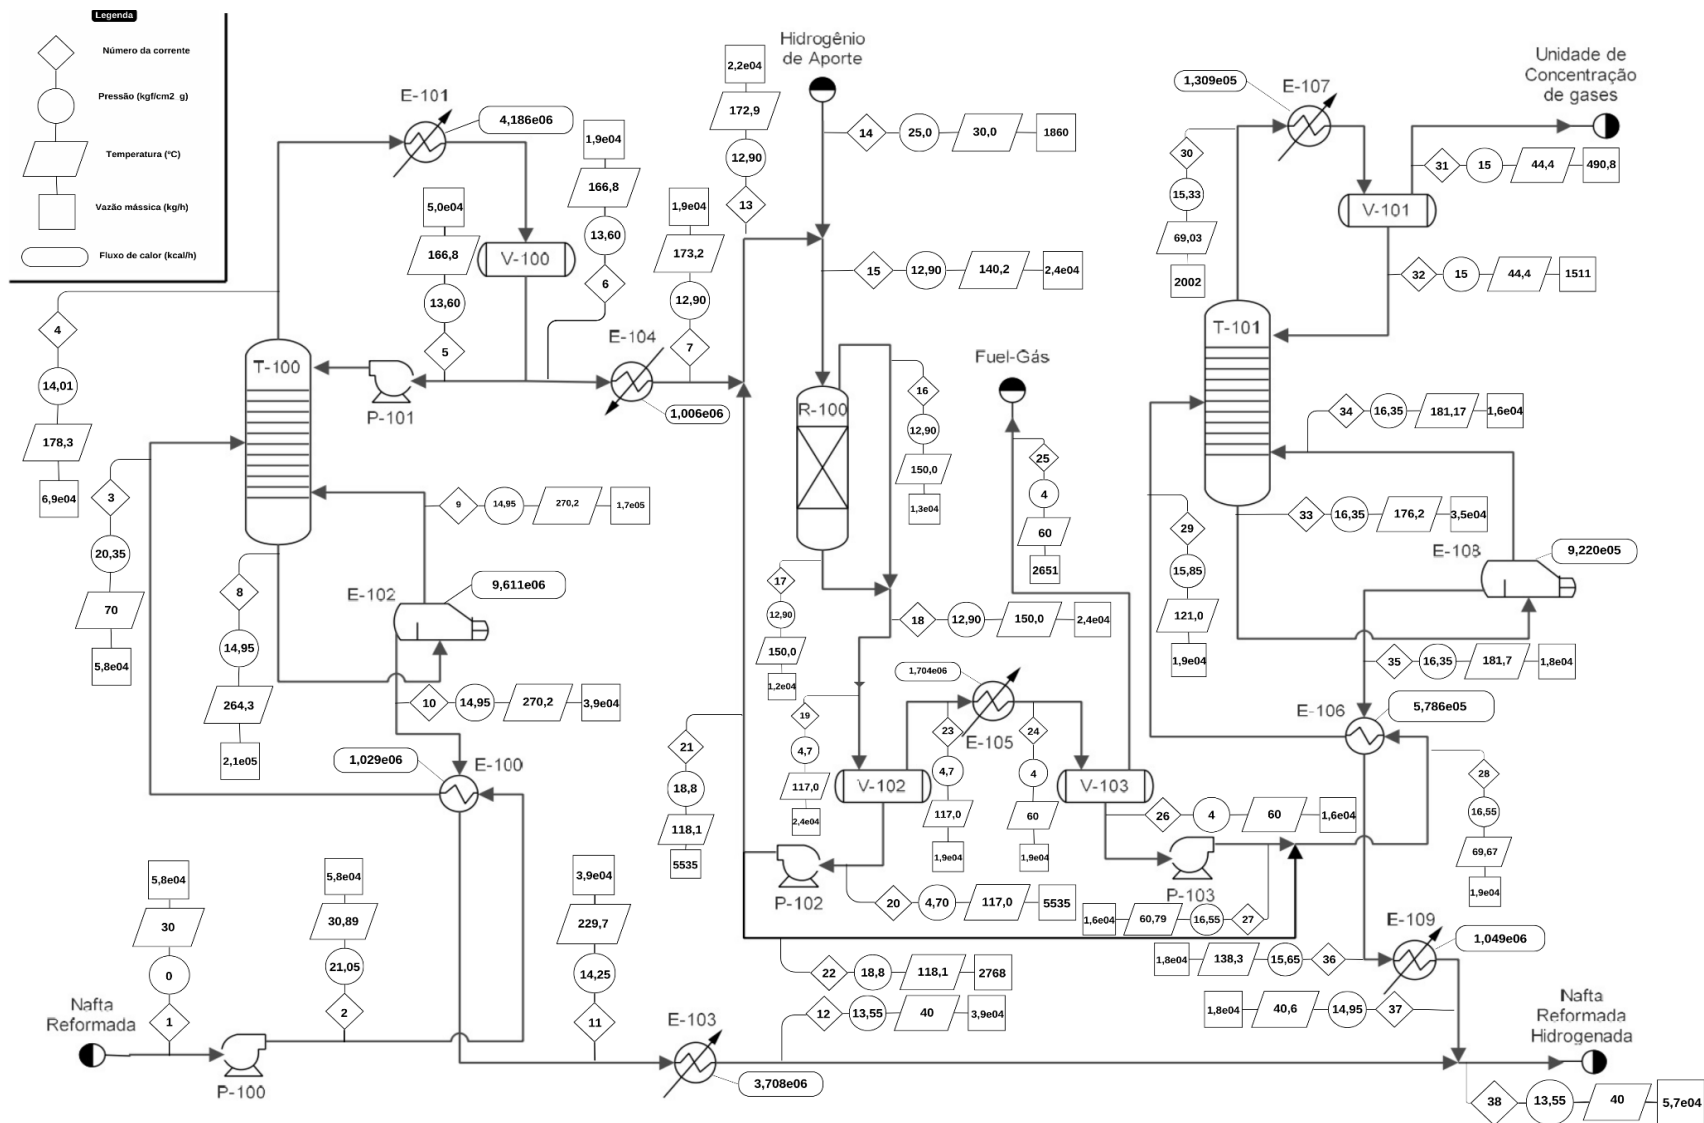 Legenda
Número da corrente
Pressão (kgf/cm2_g)
Temperatura (ºC)
Vazão mássica (kg/h)
Fluxo de calor (kcal/h)
E-101
4,186e06
V-100
1,9e04
166,8
13,60
6
5,0e04
166,8
13,60
5
4
14,01
178,3
6,9e04
T-100
P-101
E-104
1,006e06
1,9e04
173,2
12,90
7
2,2e04
172,9
12,90
13
Hidrogênio
de Aporte
14
25,0
30,0
1860
15
12,90
140,2
2,4e04
3
20,35
70
5,8e04
9
14,95
270,2
1,7e05
8
14,95
264,3
2,1e05
E-102
9,611e06
10
14,95
270,2
3,9e04
1,029e06
E-100
R-100
16
12,90
150,0
1,3e04
17
12,90
150,0
1,2e04
18
12,90
150,0
2,4e04
Fuel-Gás
25
4
60
2651
19
4,7
117,0
2,4e04
1,704e06
E-105
23
4,7
117,0
1,9e04
24
4
60
1,9e04
V-102
V-103
21
18,8
118,1
5535
26
4
60
1,6e04
P-102
20
4,70
117,0
5535
P-103
1,6e04
60,79
16,55
27
22
18,8
118,1
2768
12
13,55
40
3,9e04
Unidade de
Concentração
de gases
1,309e05
E-107
30
15,33
69,03
2002
V-101
31
15
44,4
490,8
32
15
44,4
1511
T-101
34
16,35
181,17
1,6e04
33
16,35
176,2
3,5e04
29
15,85
121,0
1,9e04
E-108
9,220e05
35
16,35
181,7
1,8e04
E-106
5,786e05
28
16,55
69,67
1,9e04
E-109
1,049e06
1,8e04
138,3
15,65
36
1,8e04
40,6
14,95
37
Nafta
Reformada
5,8e04
30
0
1
5,8e04
30,89
21,05
2
P-100
3,9e04
229,7
14,25
11
E-103
3,708e06
Nafta
Reformada
Hidrogenada
38
13,55
40
5,7e04